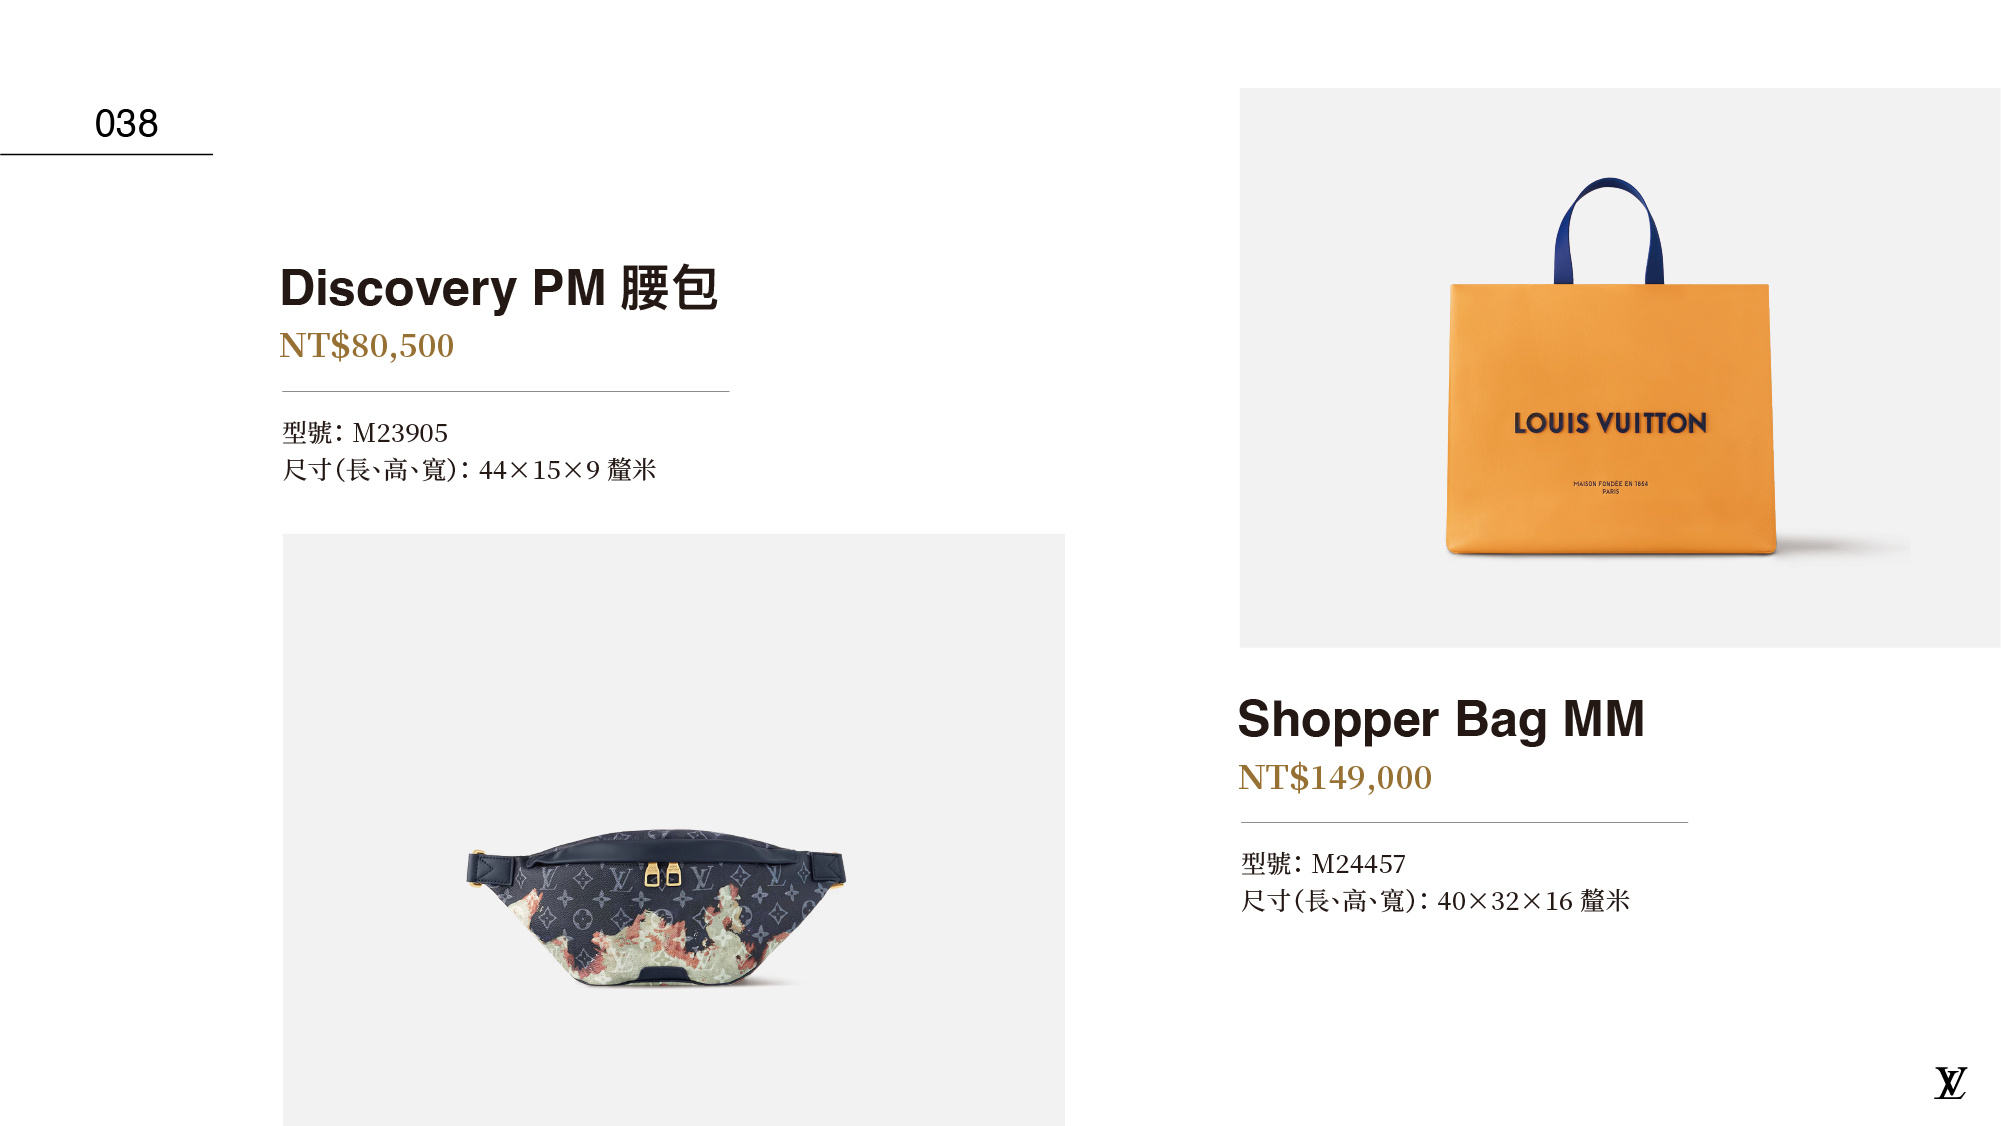 038
Discovery PM 腰包
NT$80,500
型號：M23905
尺寸（長、高、寬）：44×15×9 釐米
LOUIS VUITTON
MAISON FONDÉE EN 1854
PARIS
Shopper Bag MM
NT$149,000
型號：M24457
尺寸（長、高、寬）：40×32×16 釐米
LV